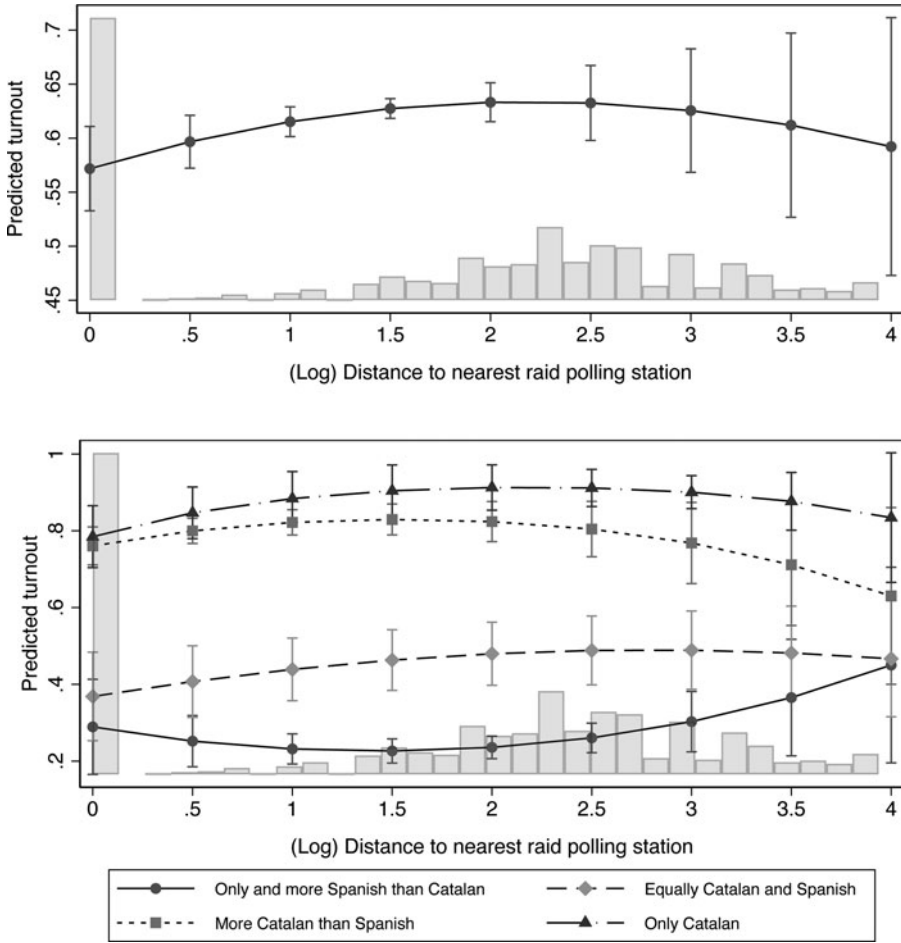 Predicted turnout
.7
.65
.6
.55
.5
.45
0 .5 1 1.5 2 2.5 3 3.5 4
(Log) Distance to nearest raid polling station
Predicted turnout
1
.8
.6
.4
.2
0 .5 1 1.5 2 2.5 3 3.5 4
(Log) Distance to nearest raid polling station
Only and more Spanish than Catalan Equally Catalan and Spanish
More Catalan than Spanish Only Catalan